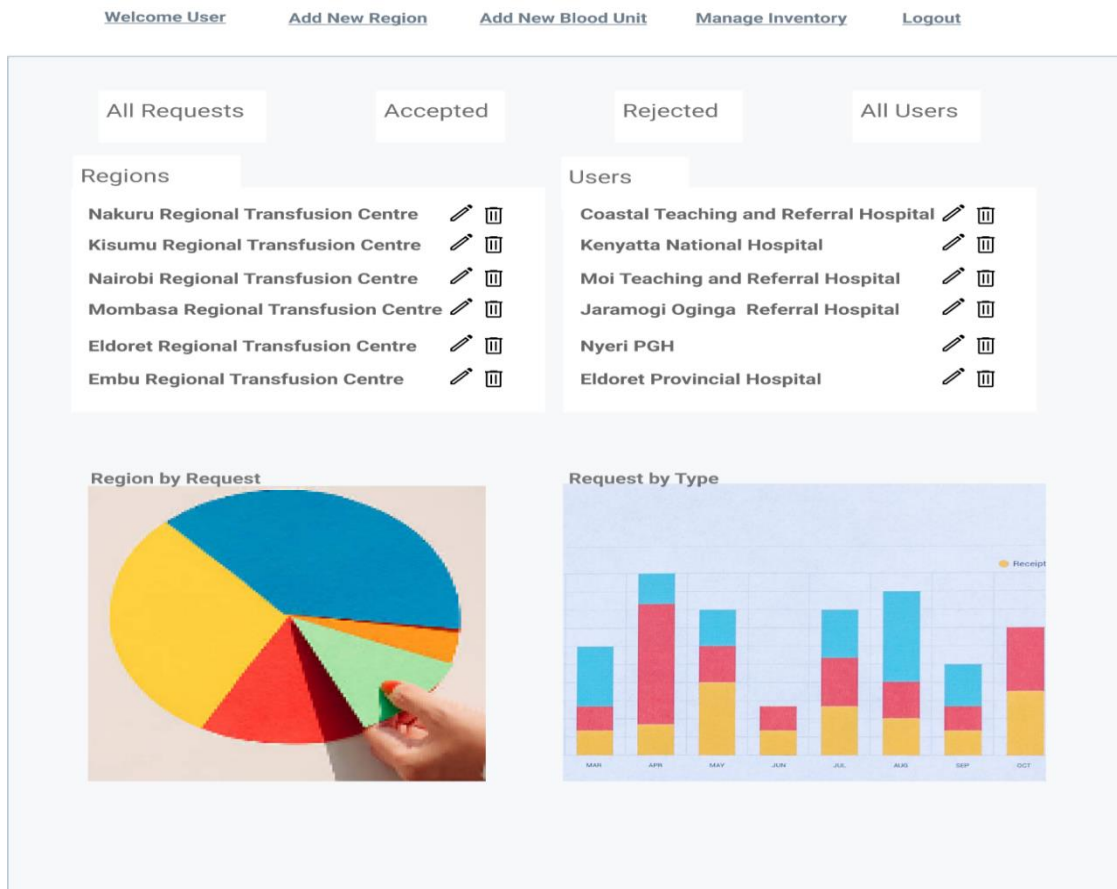 Welcome User Add New Region Add New Blood Unit Manage Inventory Logout
All Requests Accepted Rejected All Users
Regions
Nakuru Regional Transfusion Centre
Kisumu Regional Transfusion Centre
Nairobi Regional Transfusion Centre
Mombasa Regional Transfusion Centre
Eldoret Regional Transfusion Centre
Embu Regional Transfusion Centre
Users
Coastal Teaching and Referral Hospital
Kenyatta National Hospital
Moi Teaching and Referral Hospital
Jaramogi Oginga Referral Hospital
Nyeri PGH
Eldoret Provincial Hospital
Region by Request
Request by Type
Receipt
MAR APR MAY JUN JUL AUG SEP OCT